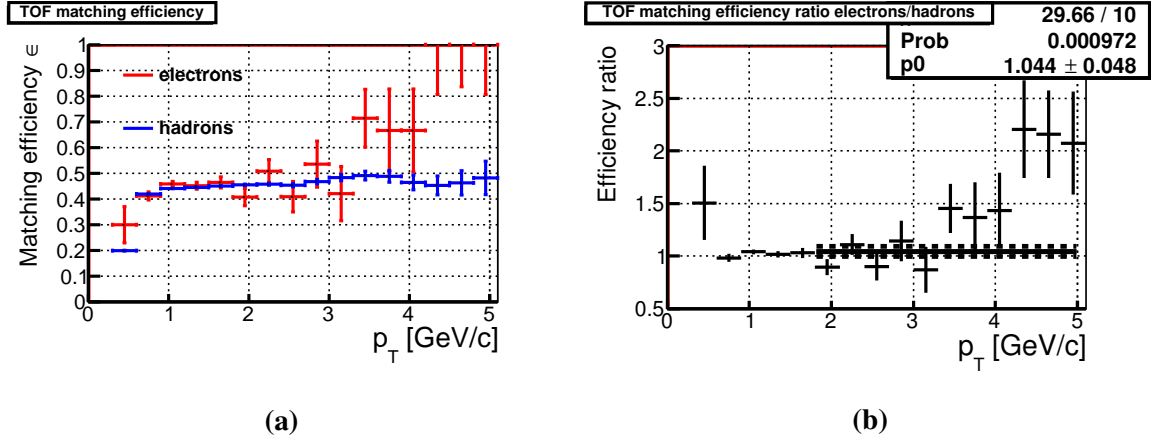 TOF matching efficiency
Matching efficiency ϵ
1
0.9
0.8
0.7
0.6
0.5
0.4
0.3
0.2
0.1
0
electrons
hadrons
0 1 2 3 4 5
p_T [GeV/c]
(a)
TOF matching efficiency ratio electrons/hadrons
29.66 / 10
Prob 0.000972
p0 1.044 ± 0.048
Efficiency ratio
3
2.5
2
1.5
1
0.5
0 1 2 3 4 5
p_T [GeV/c]
(b)